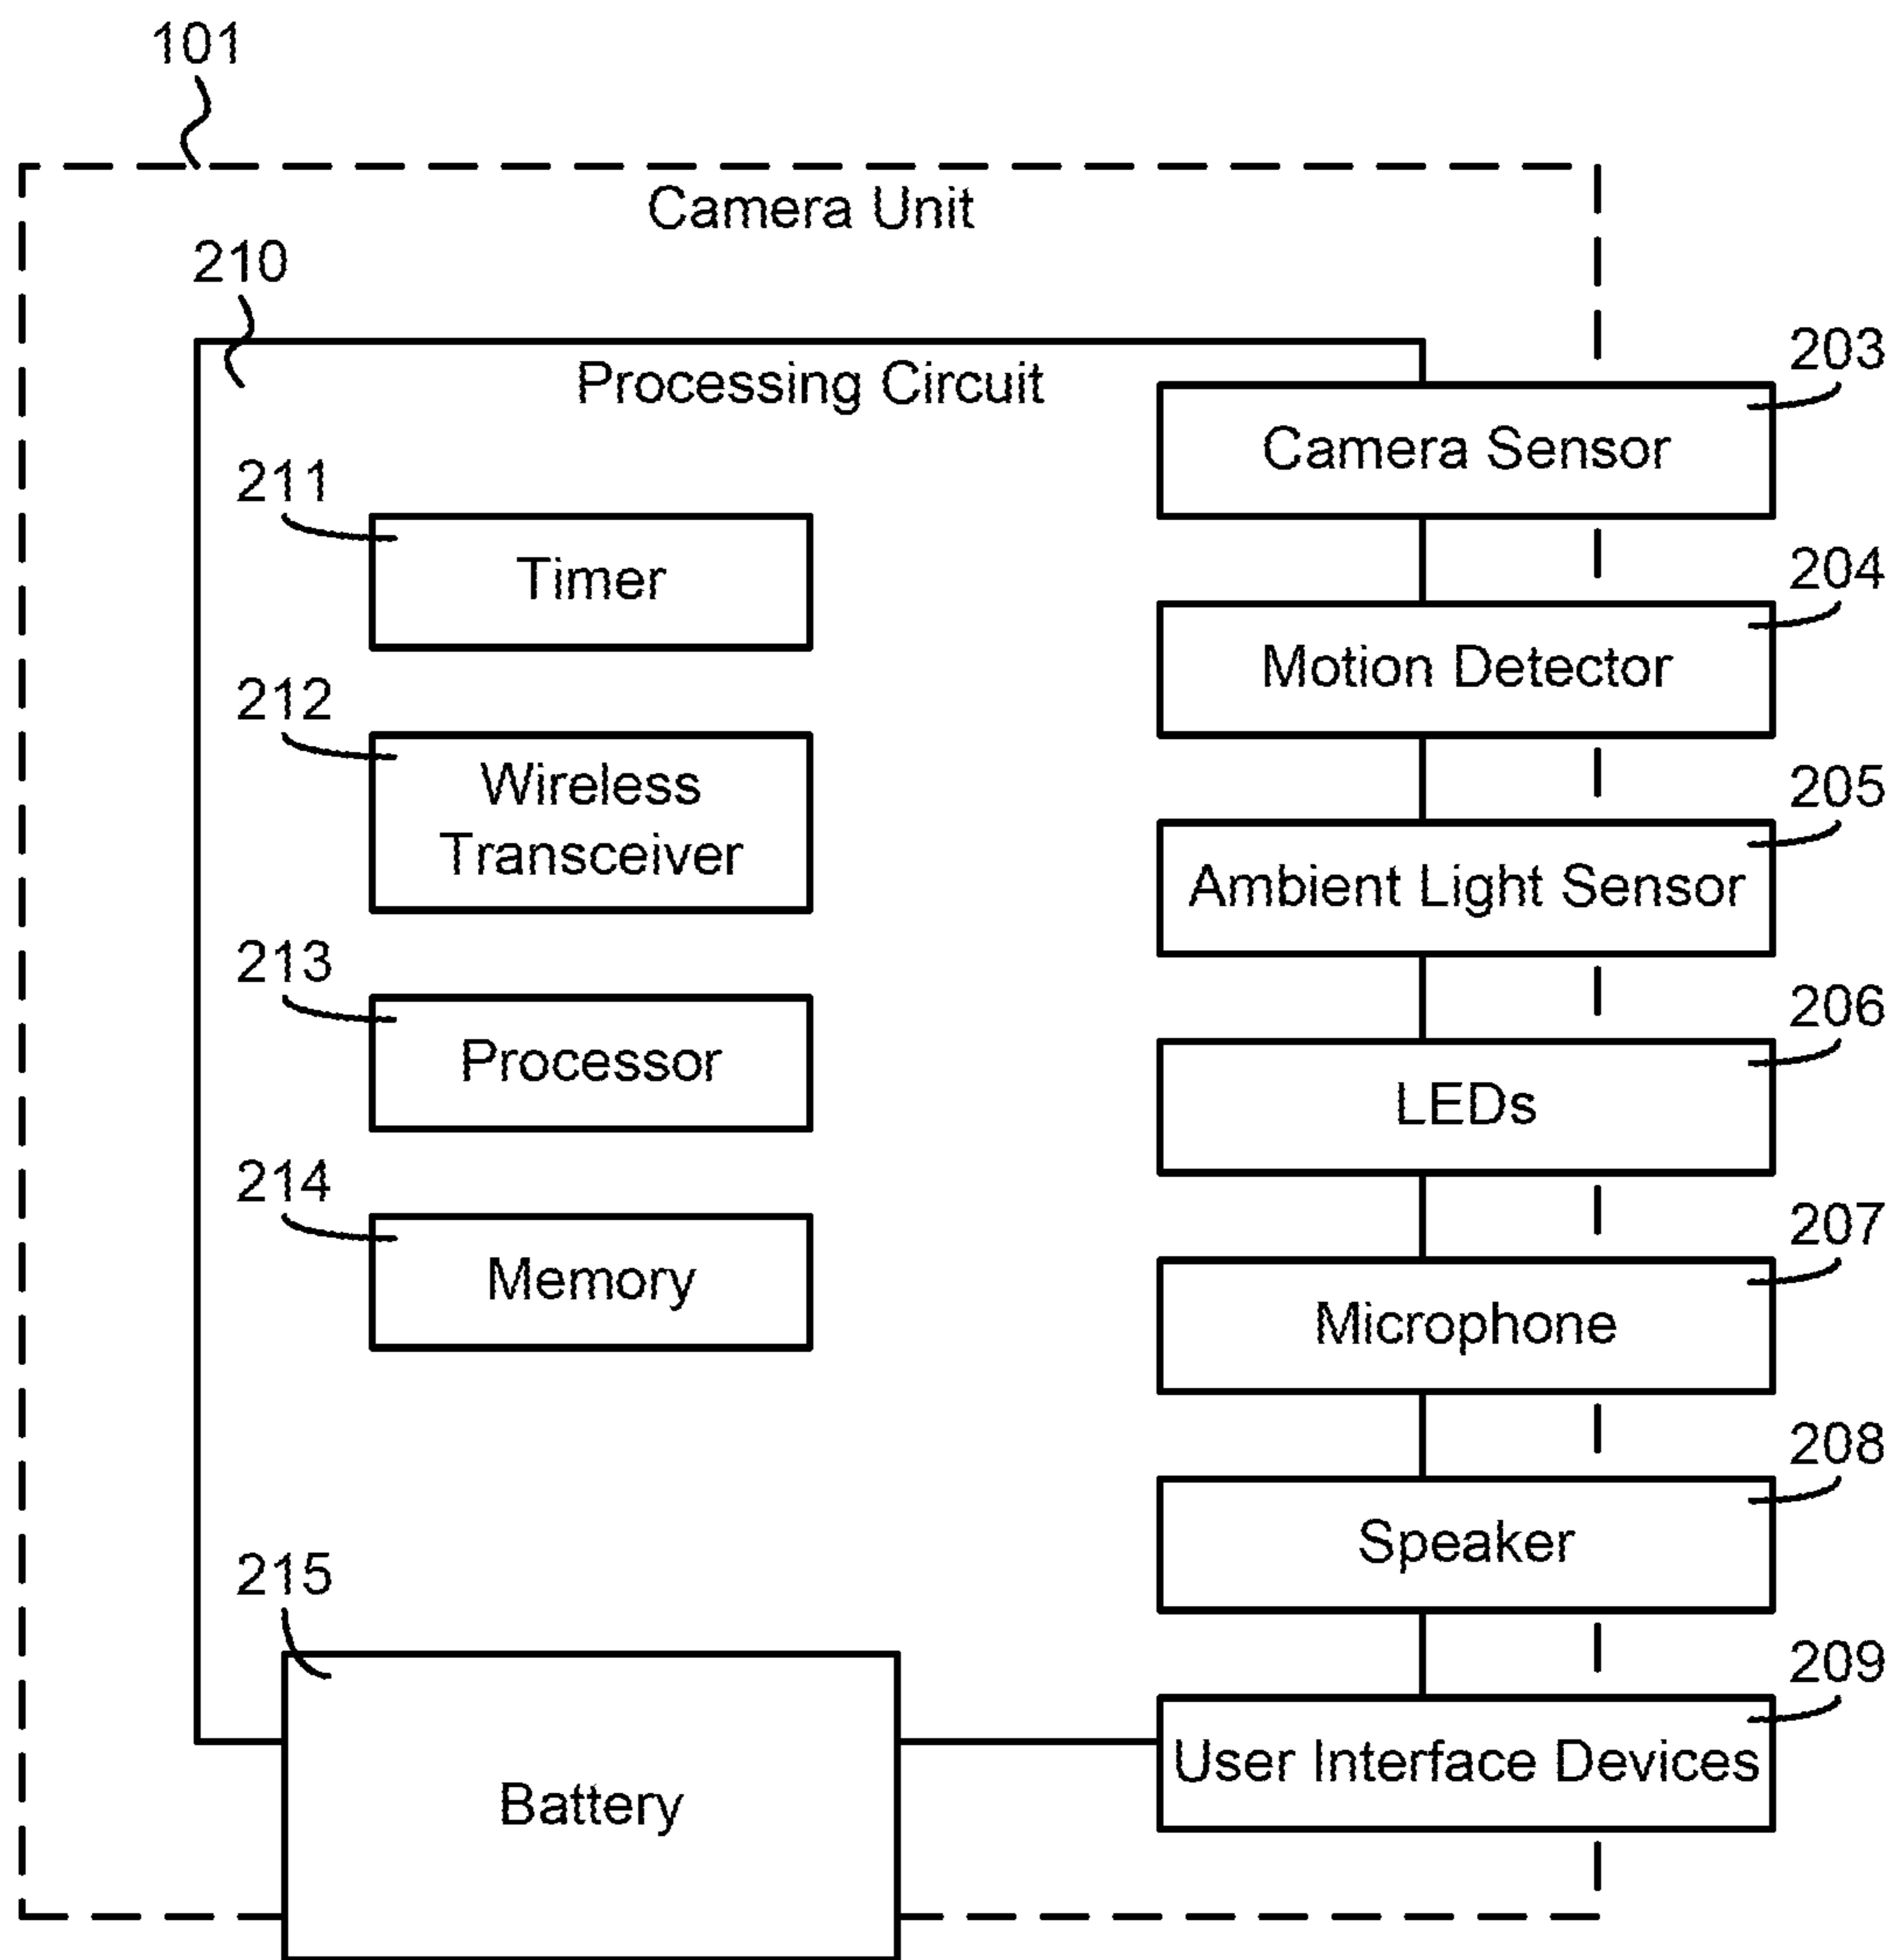 101
Camera Unit
210
Processing Circuit
203
Camera Sensor
211
Timer
204
Motion Detector
212
Wireless
Transceiver
205
Ambient Light Sensor
213
Processor
206
LEDs
214
Memory
207
Microphone
208
Speaker
215
Battery
209
User Interface Devices